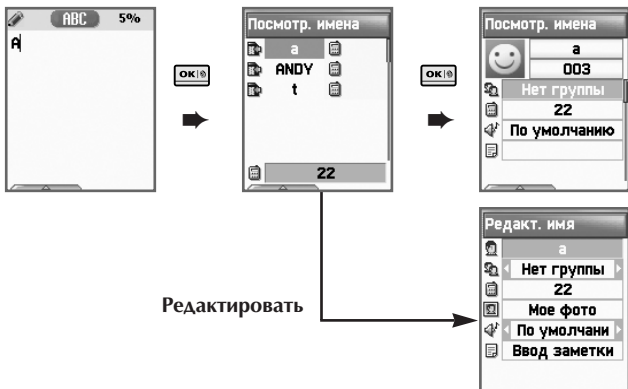 ABC 5%
A
OK
Посмотр. имена
a
ANDY
t
22
OK
Посмотр. имена
a
003
Нет группы
22
По умолчанию
Редактировать
Редакт. имя
a
Нет группы
22
Мое фото
По умолчани
Ввод заметки